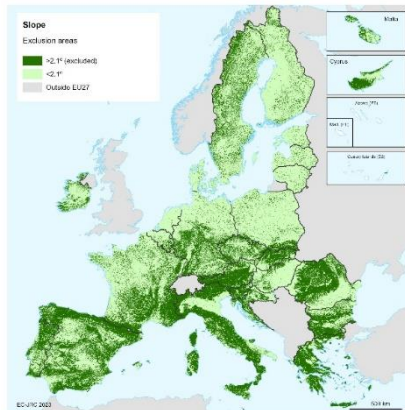 Slope
Exclusion areas
>2,1° (excluded)
<2,1°
Outside EU27
Malta
Cyprus
EC-JRC 2023
500 km